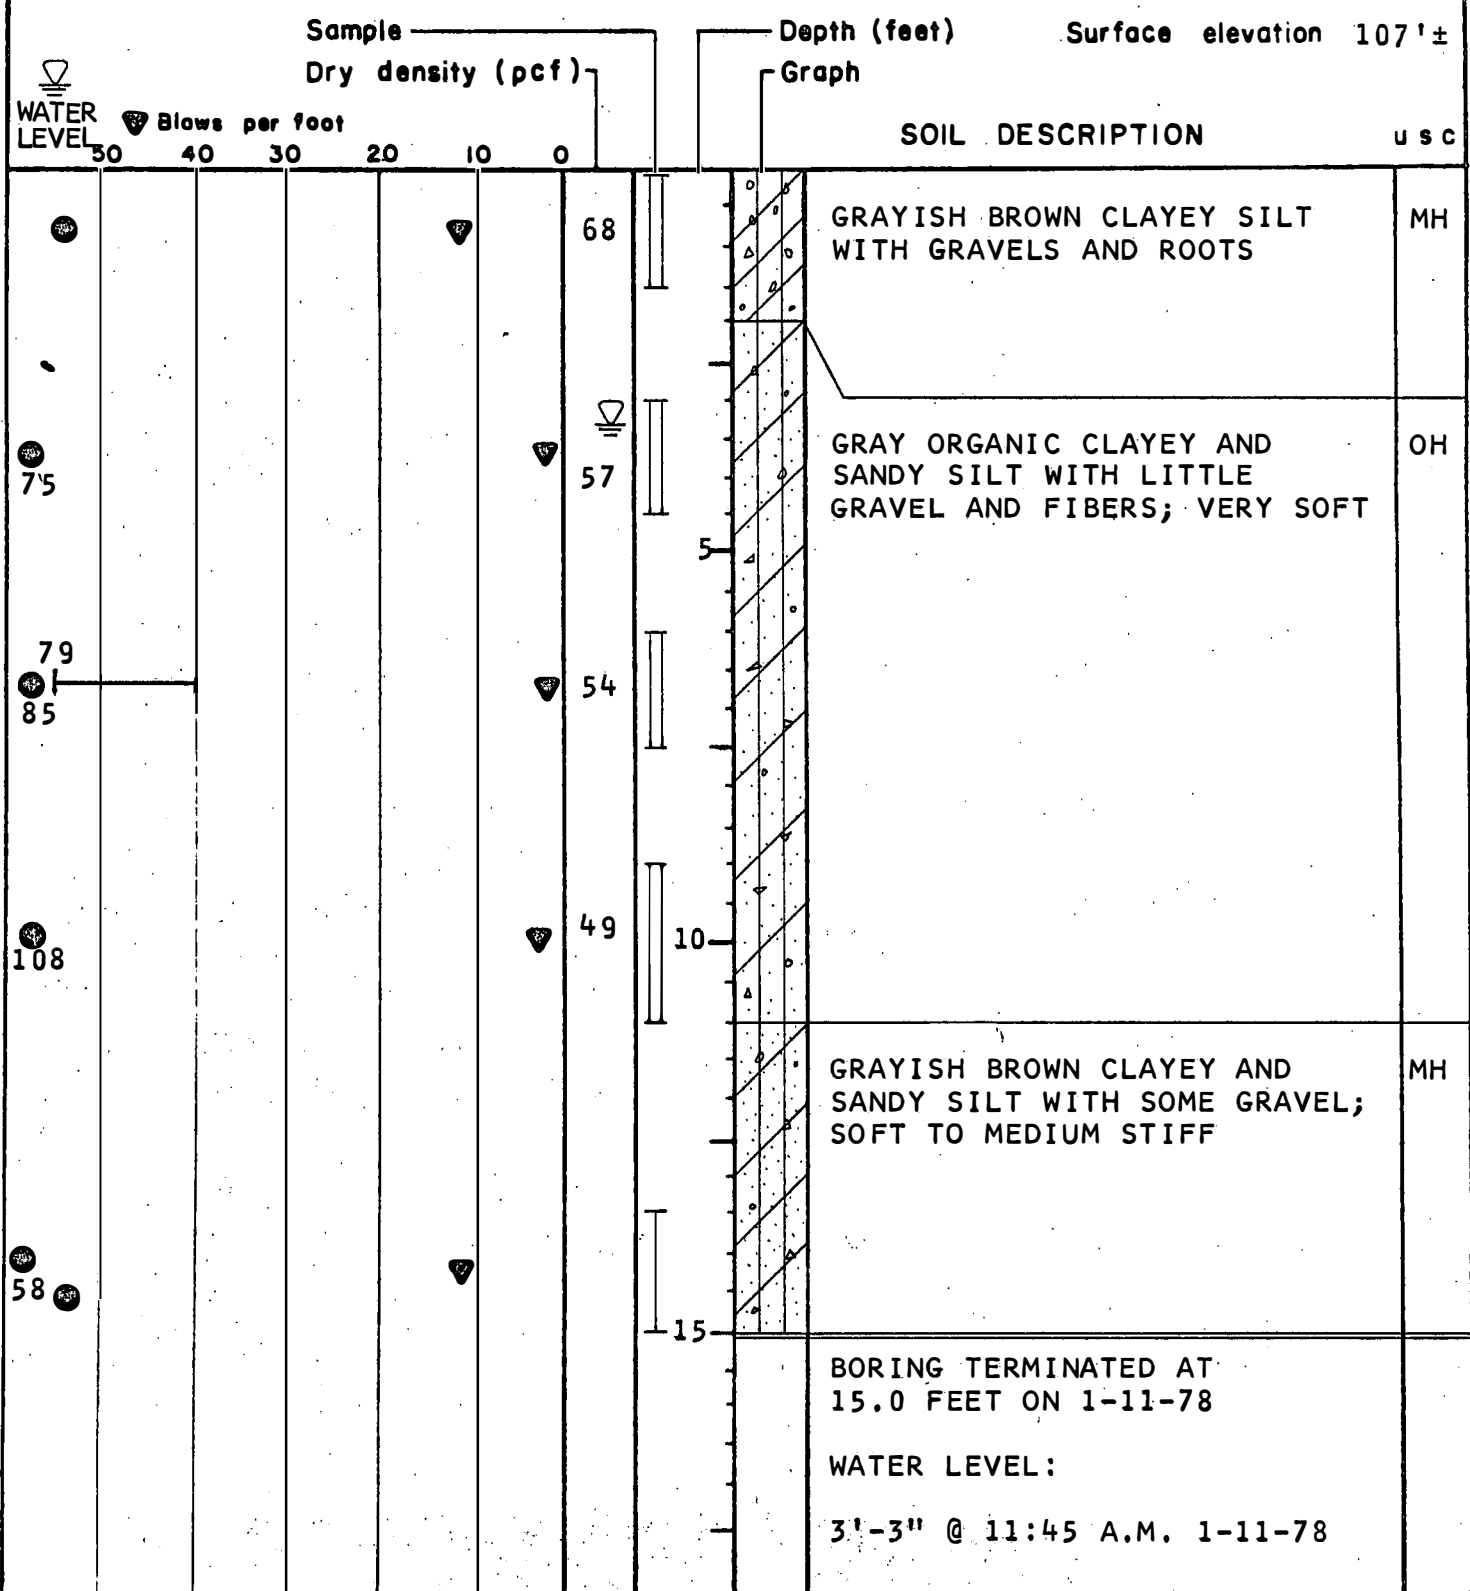 Sample
Depth (feet)
Surface elevation 107'±
Dry density (pcf)
Graph
WATER
LEVEL
Blows per foot
SOIL DESCRIPTION
usc
50 40 30 20 10 0
68
GRAYISH BROWN CLAYEY SILT
WITH GRAVELS AND ROOTS
MH
75
57
GRAY ORGANIC CLAYEY AND
SANDY SILT WITH LITTLE
GRAVEL AND FIBERS; VERY SOFT
OH
5
79
85
54
108
49
10
GRAYISH BROWN CLAYEY AND
SANDY SILT WITH SOME GRAVEL;
SOFT TO MEDIUM STIFF
MH
58
15
BORING TERMINATED AT
15.0 FEET ON 1-11-78
WATER LEVEL:
3'-3" @ 11:45 A.M. 1-11-78